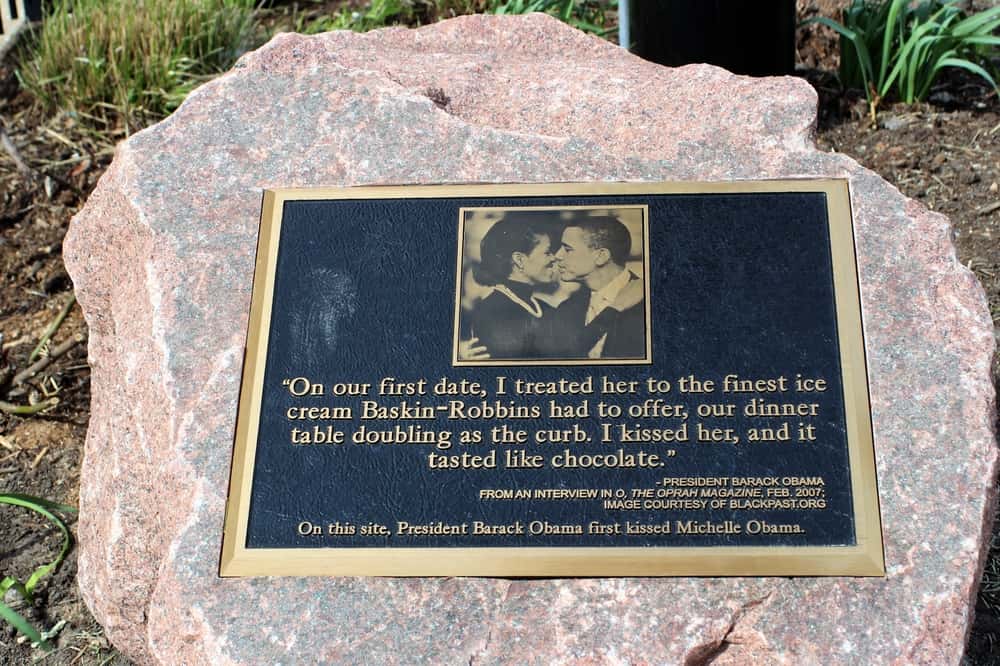 “On our first date, I treated her to the finest ice
cream Baskin-Robbins had to offer, our dinner
table doubling as the curb. I kissed her, and it
tasted like chocolate.”
- PRESIDENT BARACK OBAMA
FROM AN INTERVIEW IN O, THE OPRAH MAGAZINE, FEB. 2007;
IMAGE COURTESY OF BLACKPAST.ORG
On this site, President Barack Obama first kissed Michelle Obama.